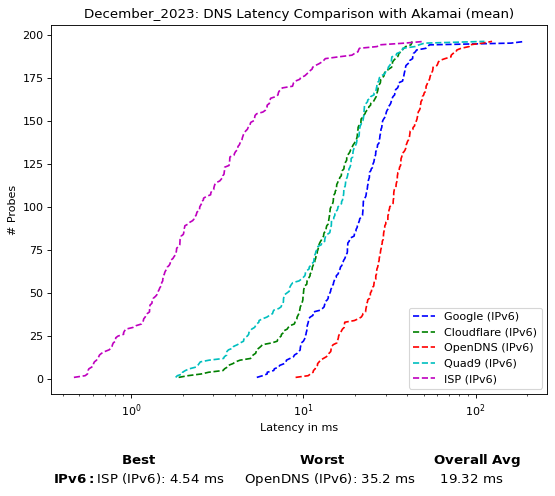 December_2023: DNS Latency Comparison with Akamai (mean)
200
175
150
125
100
75
50
25
0
# Probes
10⁰ 10¹ 10²
Latency in ms
Google (IPv6)
Cloudflare (IPv6)
OpenDNS (IPv6)
Quad9 (IPv6)
ISP (IPv6)
Best Worst Overall Avg
IPv6: ISP (IPv6): 4.54 ms OpenDNS (IPv6): 35.2 ms 19.32 ms